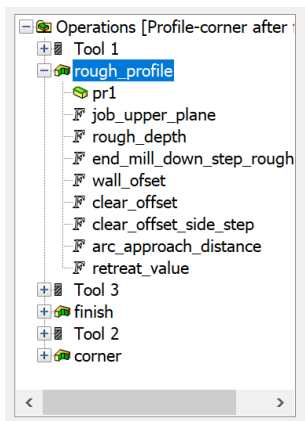 Operations [Profile-corner after
Tool 1
rough_profile
pr1
F job_upper_plane
F rough_depth
F end_mill_down_step_rough
F wall_ofset
F clear_offset
F clear_offset_side_step
F arc_approach_distance
F retreat_value
Tool 3
finish
Tool 2
corner